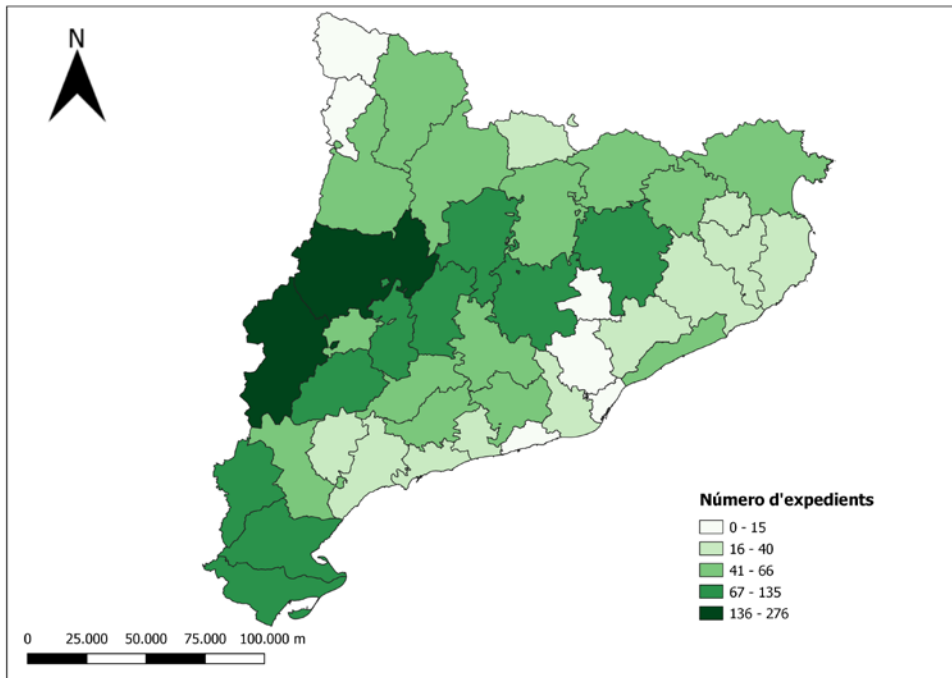 N
Número d'expedients
0 - 15
16 - 40
41 - 66
67 - 135
136 - 276
0 25.000 50.000 75.000 100.000 m